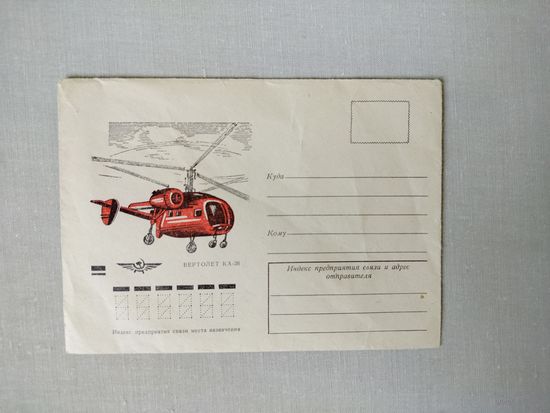 Куда
Кому
ВЕРТОЛЕТ КА-26
Индекс предприятия связи и адрес
отправителя
Индекс предприятия связи места назначения